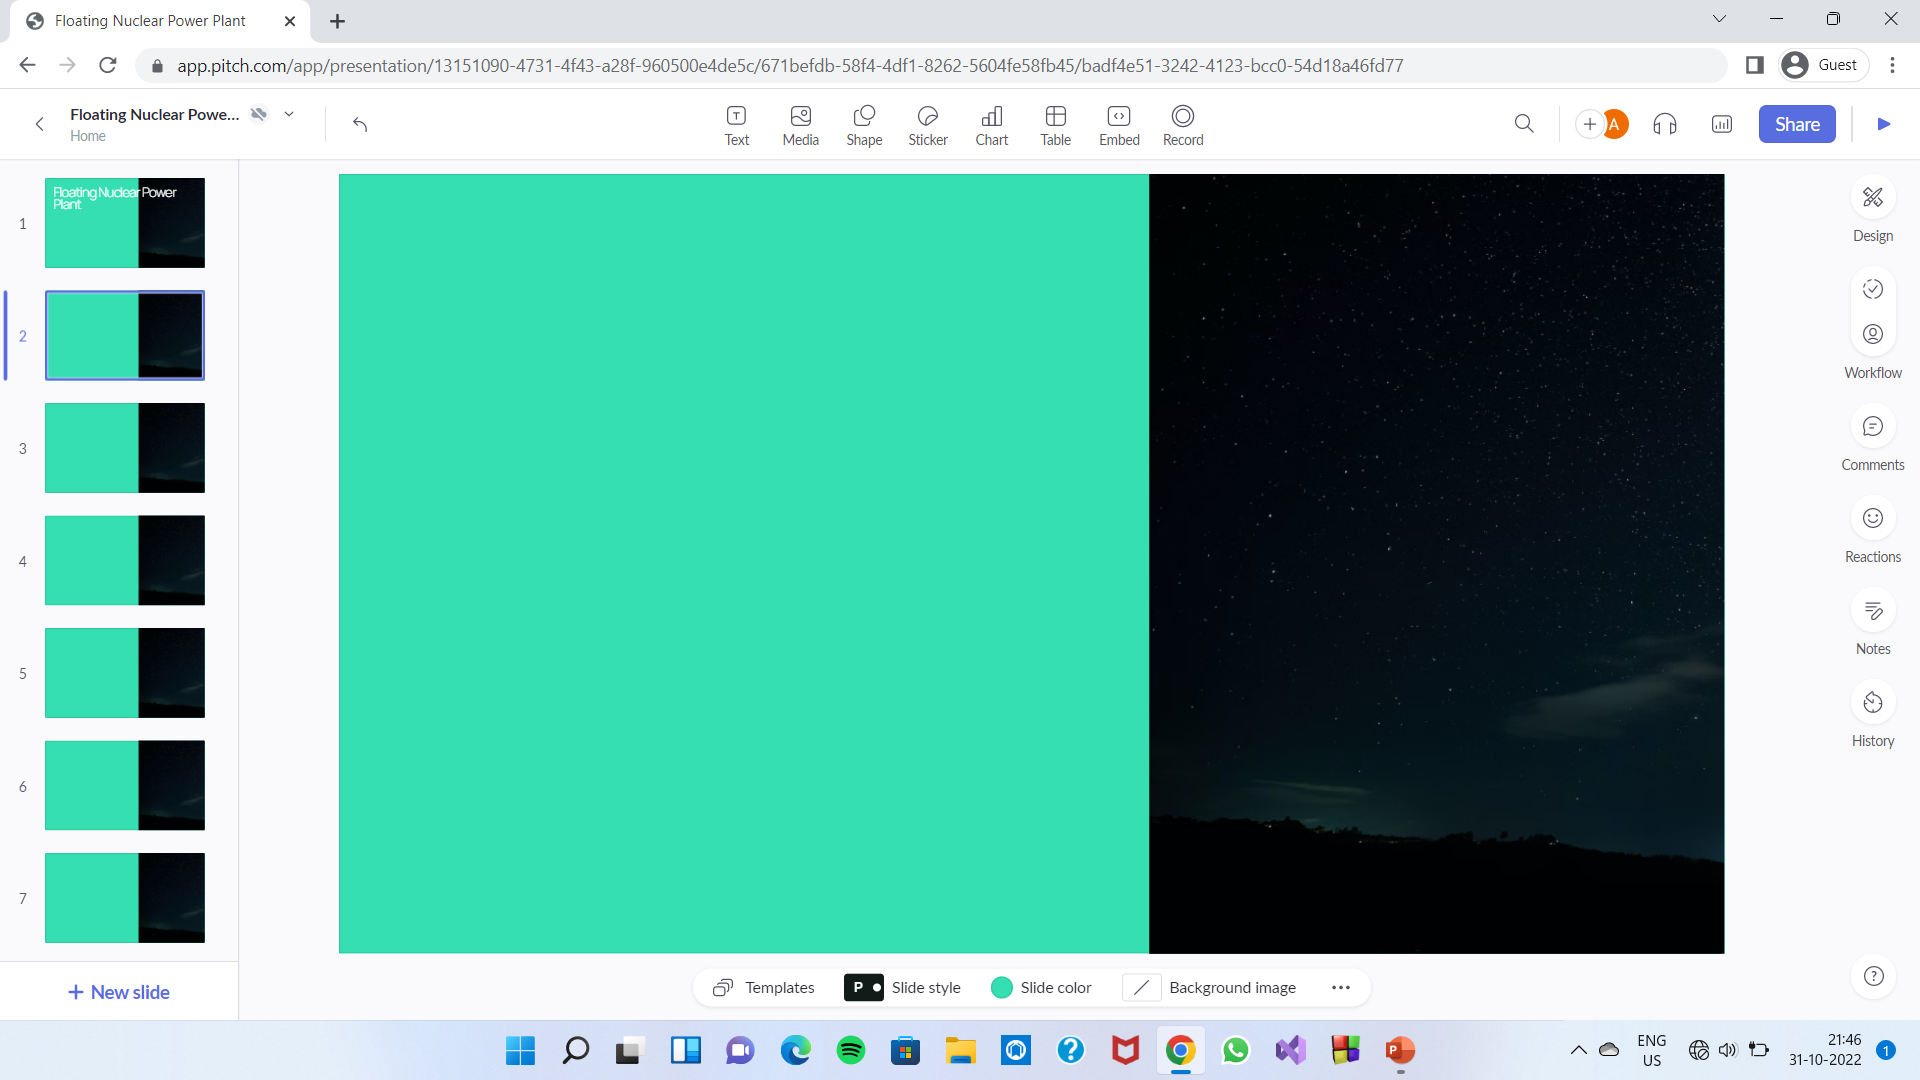 Floating Nuclear Power Plant
app.pitch.com/app/presentation/13151090-4731-4f43-a28f-960500e4de5c/671befdb-58f4-4df1-8262-5604fe58fb45/badf4e51-3242-4123-bcc0-54d18a46fd77
Guest
Floating Nuclear Powe...
Home
Text
Media
Shape
Sticker
Chart
Table
Embed
Record
A
Share
1
Floating Nuclear Power
Plant
2
3
4
5
6
7
+ New slide
Design
Workflow
Comments
Reactions
Notes
History
Templates
P
Slide style
Slide color
Background image
ENG
US
21:46
31-10-2022
1